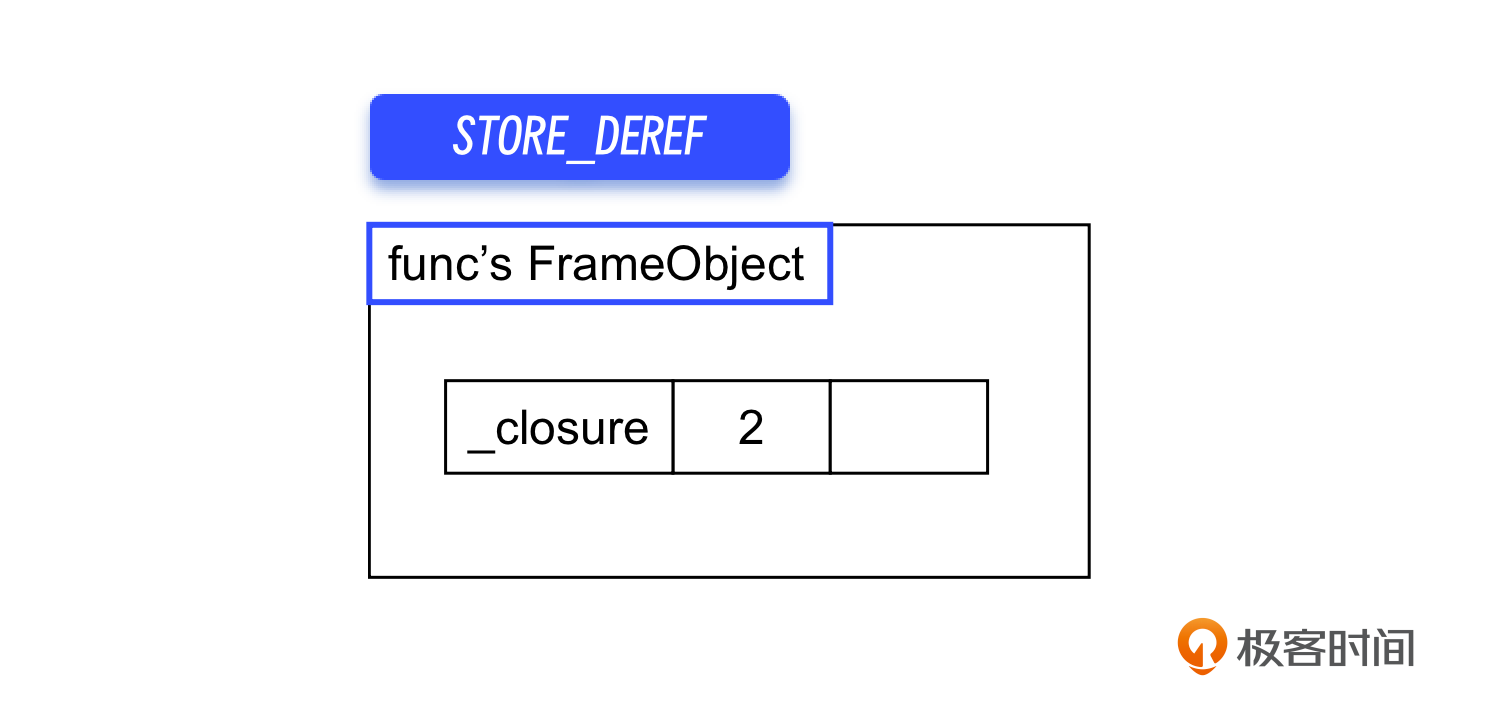 STORE_DEREF
func’s FrameObject
_closure 2
极客时间